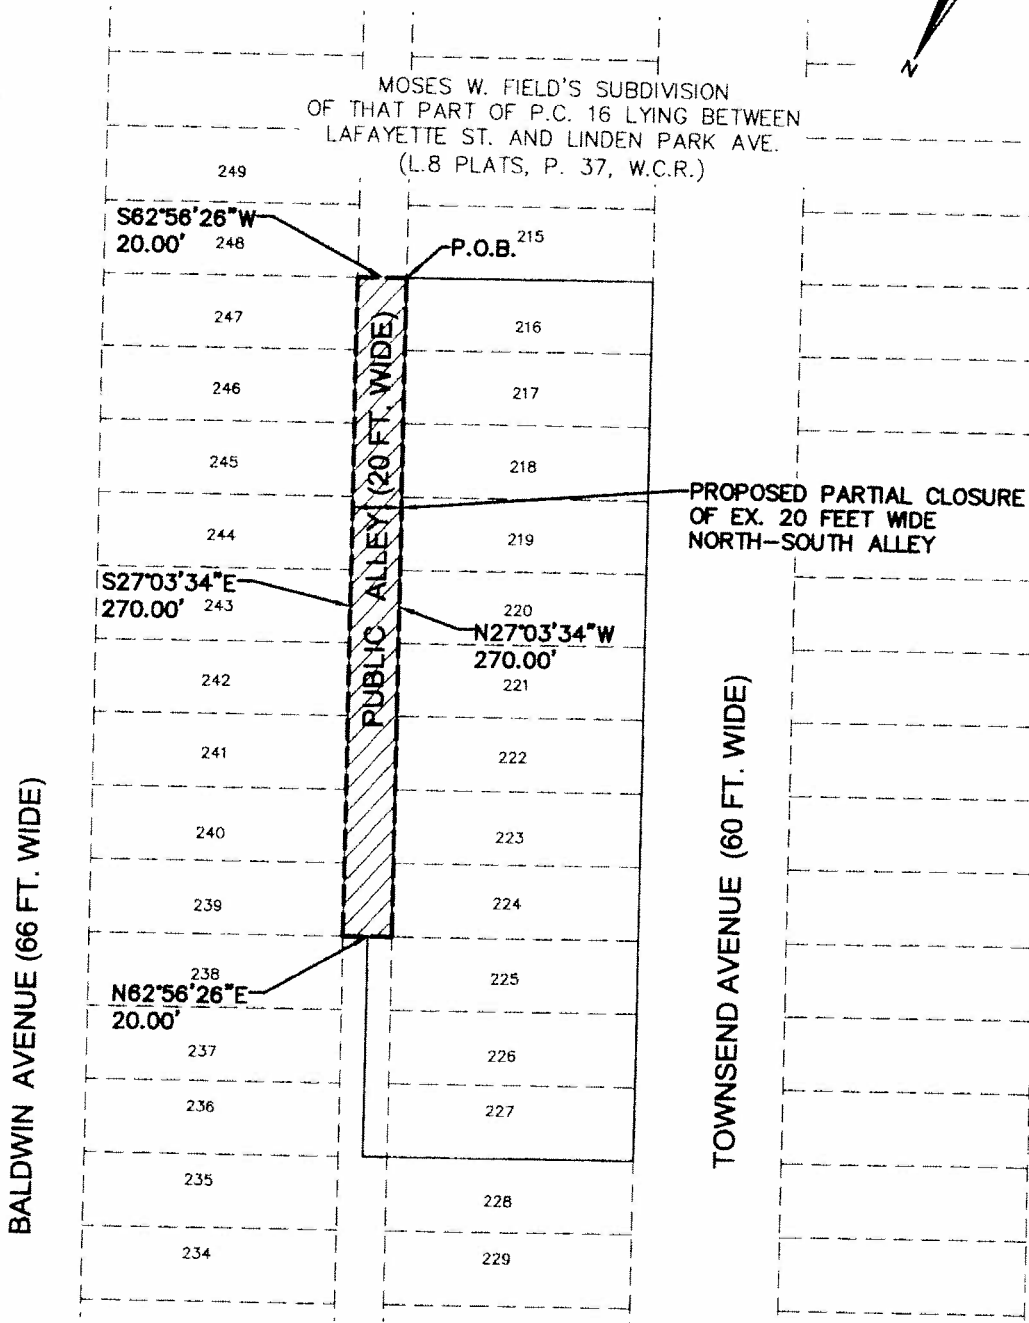 N
MOSES W. FIELD'S SUBDIVISION
OF THAT PART OF P.C. 16 LYING BETWEEN
LAFAYETTE ST. AND LINDEN PARK AVE.
(L.8 PLATS, P. 37, W.C.R.)
249
S62°56'26"W
20.00'
248
P.O.B.
215
247
216
246
217
245
218
PROPOSED PARTIAL CLOSURE
OF EX. 20 FEET WIDE
NORTH-SOUTH ALLEY
244
219
S27°03'34"E
270.00'
243
220
N27°03'34"W
270.00'
PUBLIC ALLEY (20 FT. WIDE)
242
221
241
222
240
223
239
224
238
225
N62°56'26"E
20.00'
237
226
236
227
235
228
234
229
BALDWIN AVENUE (66 FT. WIDE)
TOWNSEND AVENUE (60 FT. WIDE)